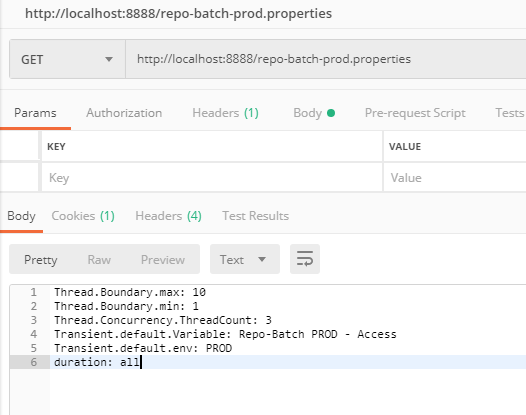 http://localhost:8888/repo-batch-prod.properties
GET http://localhost:8888/repo-batch-prod.properties
Params Authorization Headers (1) Body Pre-request Script Tests
KEY VALUE
Key Value
Body Cookies (1) Headers (4) Test Results
Pretty Raw Preview Text
1 Thread.Boundary.max: 10
2 Thread.Boundary.min: 1
3 Thread.Concurrency.ThreadCount: 3
4 Transient.default.Variable: Repo-Batch PROD - Access
5 Transient.default.env: PROD
6 duration: all